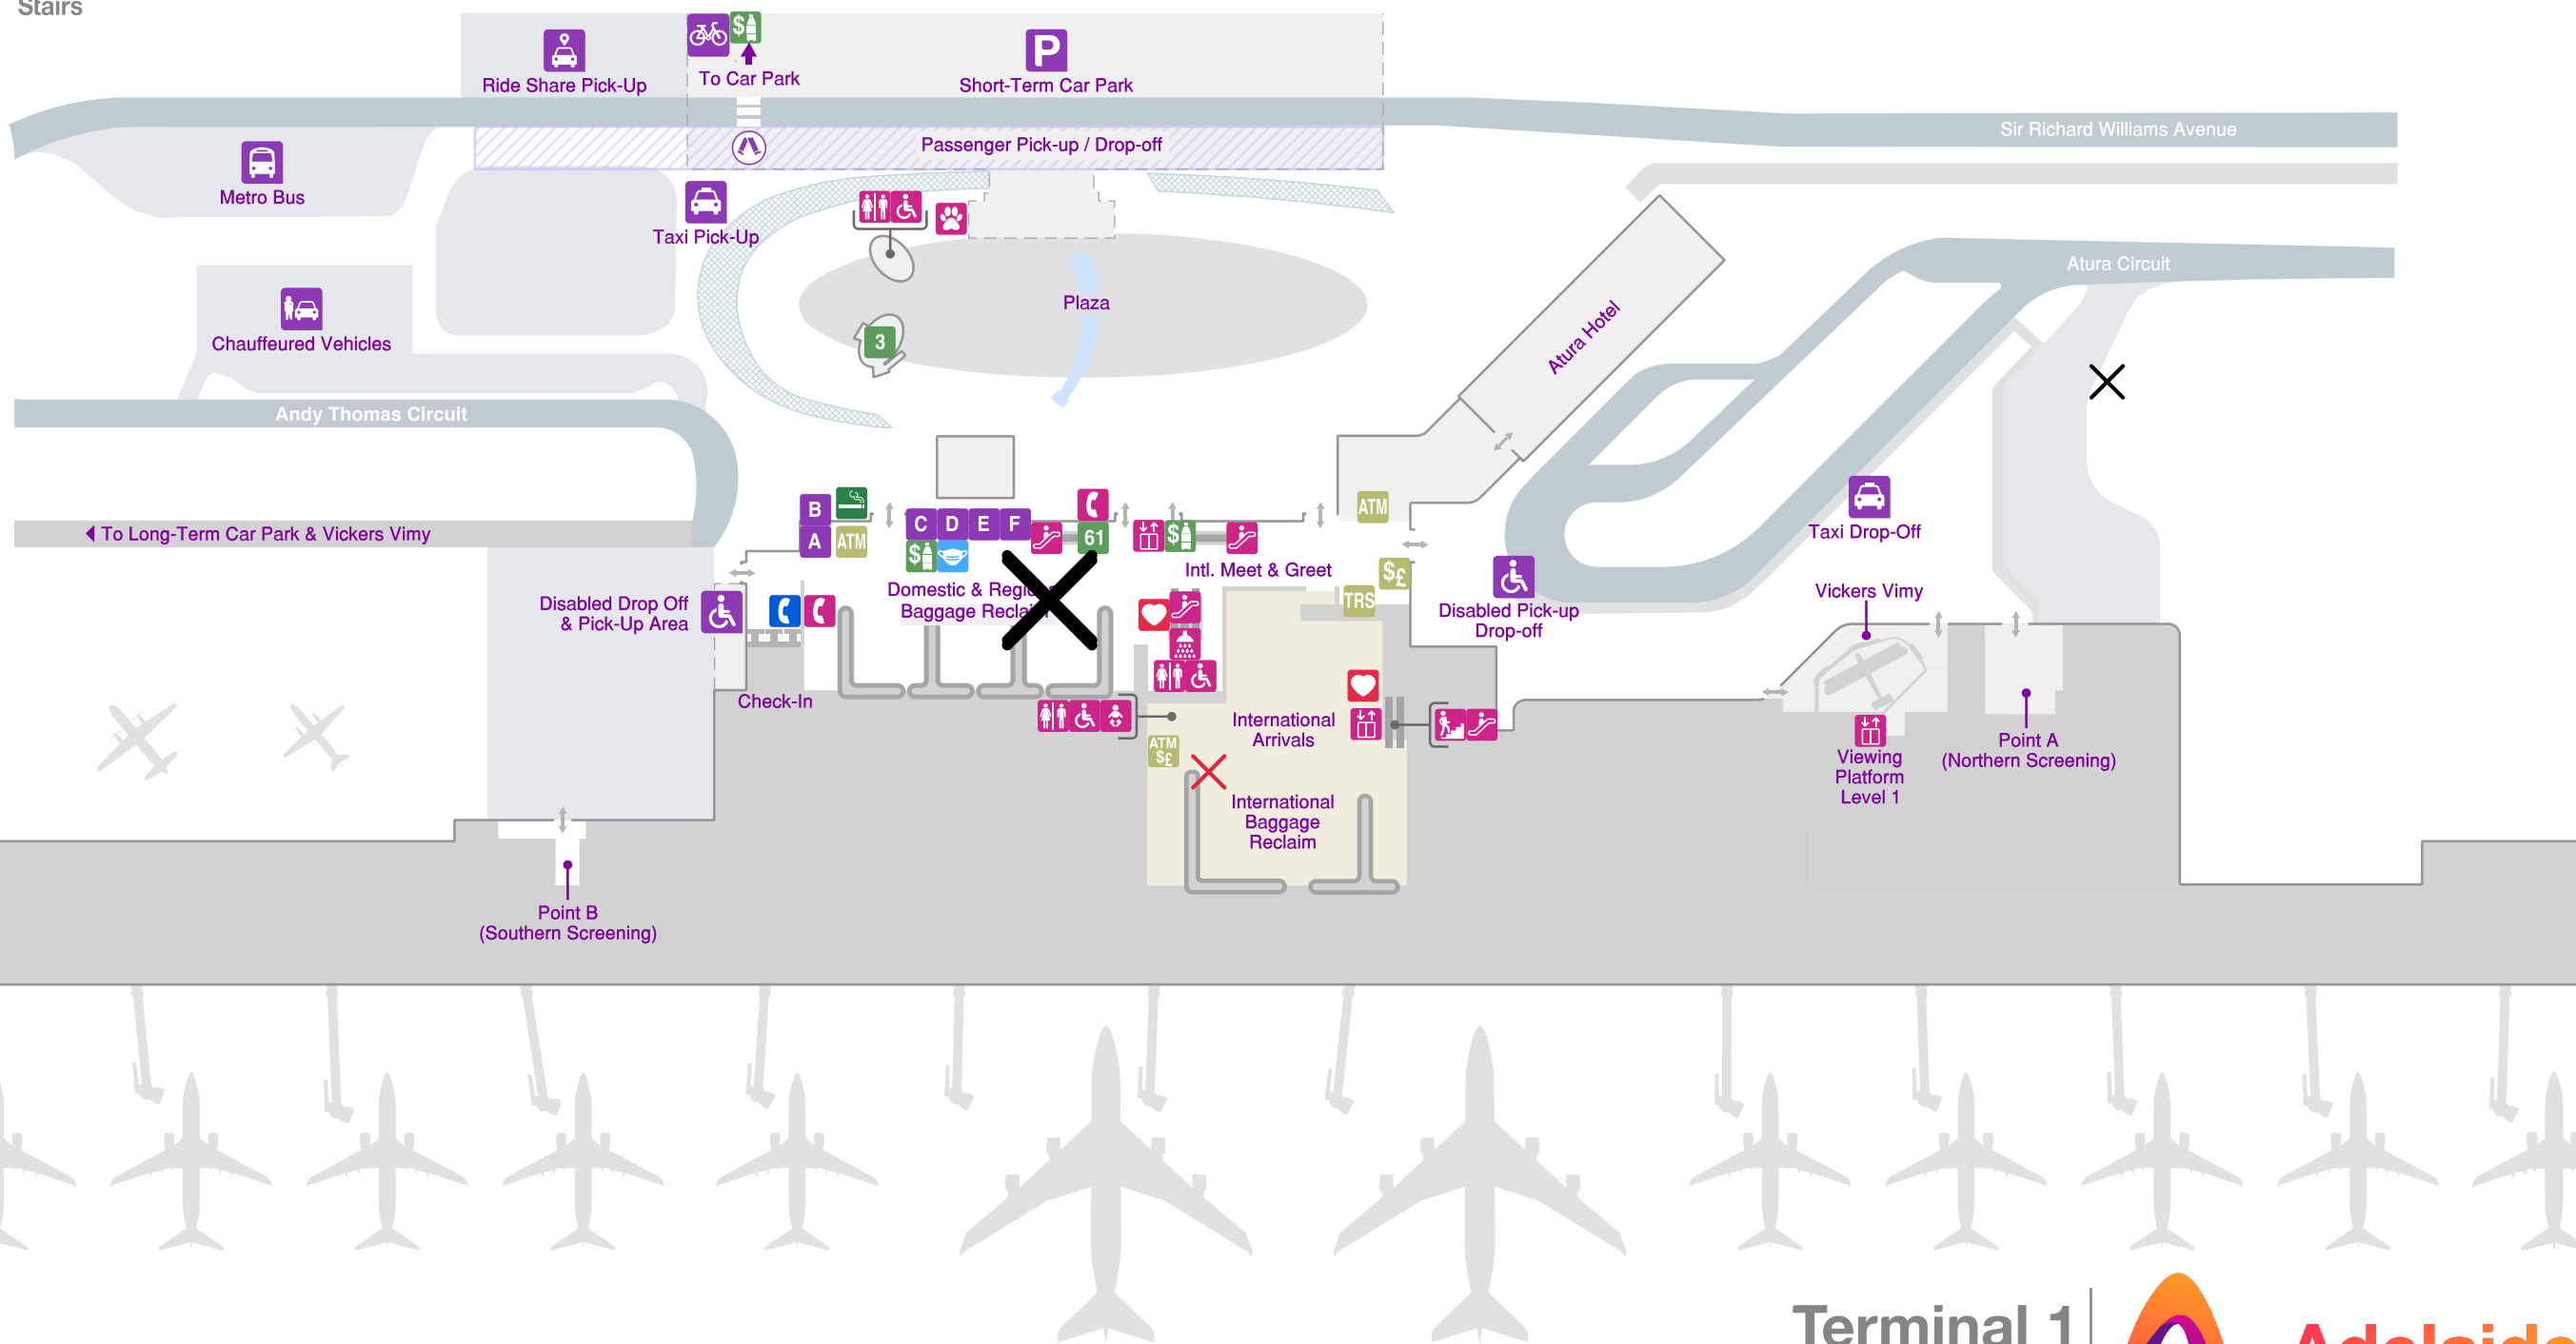 Stairs
Ride Share Pick-Up
$
To Car Park
P
Short-Term Car Park
Sir Richard Williams Avenue
Passenger Pick-up / Drop-off
Metro Bus
Taxi Pick-Up
Atura Circuit
Plaza
Chauffeured Vehicles
3
Atura Hotel
Andy Thomas Circuit
B
ATM
C D E F
Taxi Drop-Off
To Long-Term Car Park & Vickers Vimy
A
ATM
61
$
$
Domestic &
Baggage
Intl. Meet & Greet
$£
TRS
Disabled Drop Off
& Pick-Up Area
Disabled Pick-up
Drop-off
Vickers Vimy
Check-In
International
Arrivals
ATM
$£
International
Baggage
Reclaim
Viewing
Platform
Level 1
Point A
(Northern Screening)
Point B
(Southern Screening)
Terminal 1